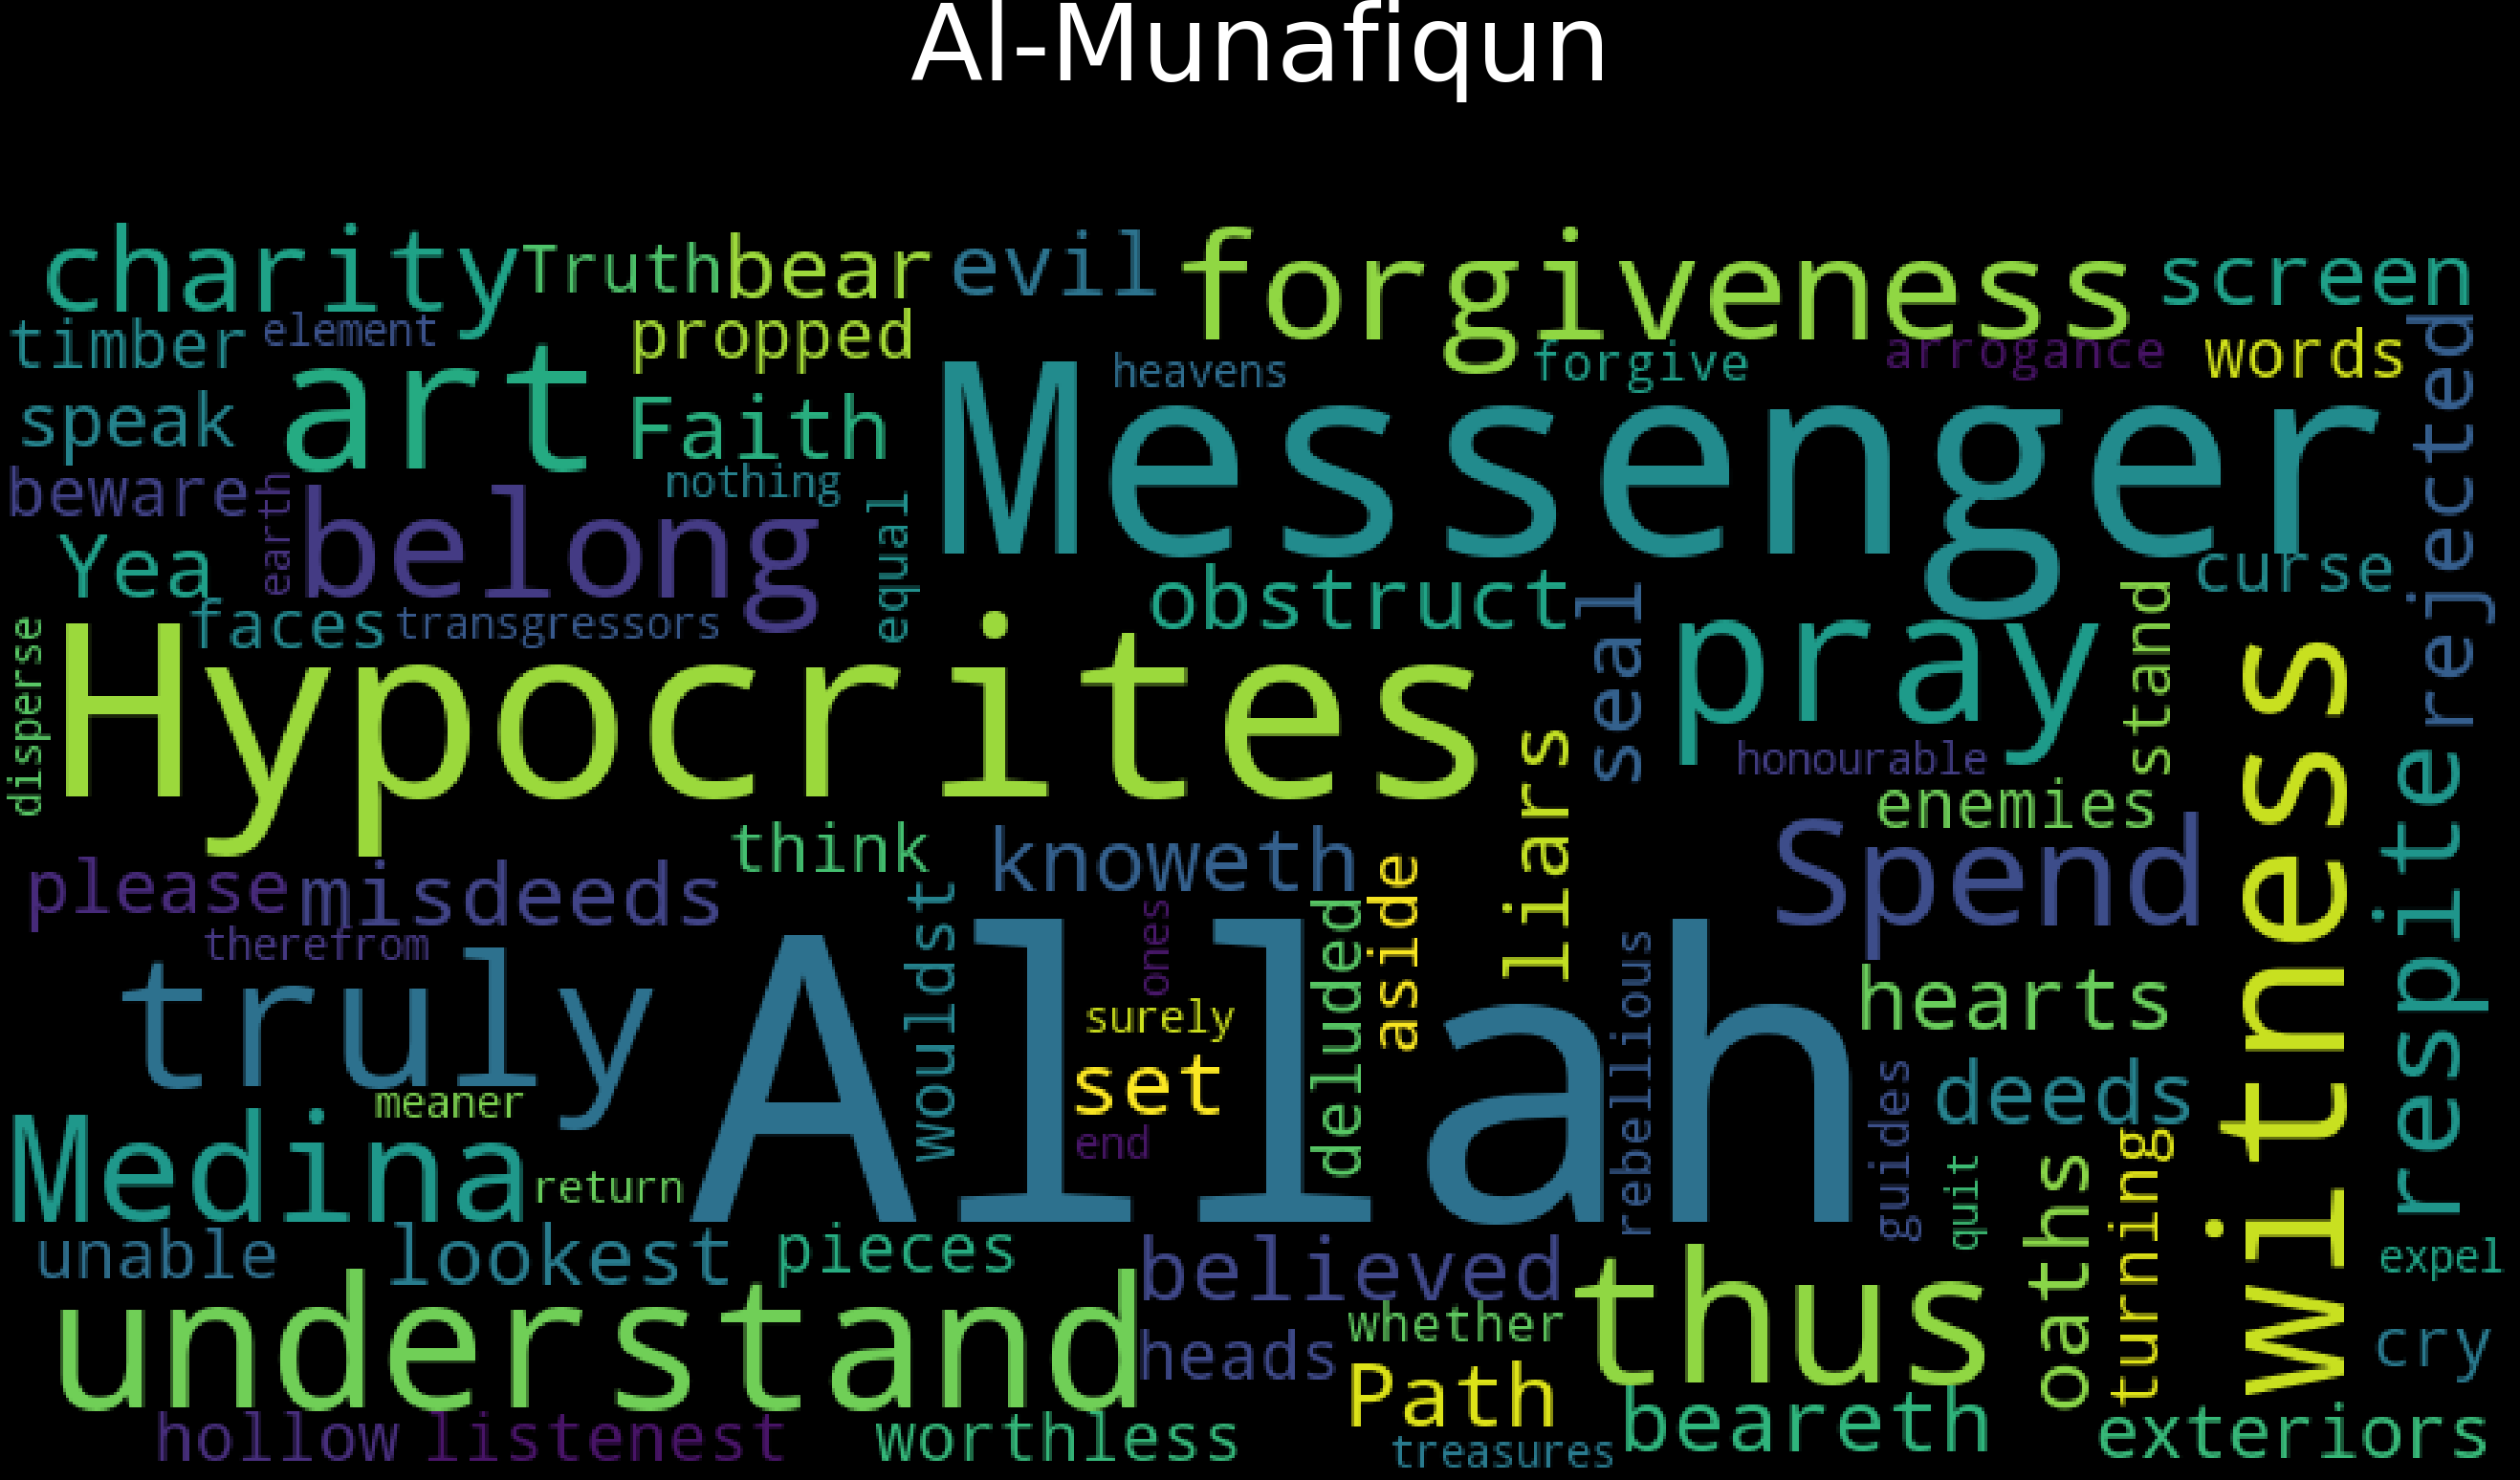 Al-Munafiqun
charity Truth bear evil forgiveness screen
timber element propped heavens forgive arrogance words
speak art Faith Messenger rejected
beware earth belong nothing equal
Yea obstruct seal curse
faces transgressors pray stand
disperse Hypocrites liars honourable witness
enemies respite
please misdeeds think knoweth aside Spend
therefrom wouldst ones deluded rebellious
truly Allah surely hearts
meaner set guides deeds
Medina return end quit oaths turning
unable lookest pieces believed expel
understand whether thus
heads Path cry
hollow listenest worthless treasures beareth exteriors